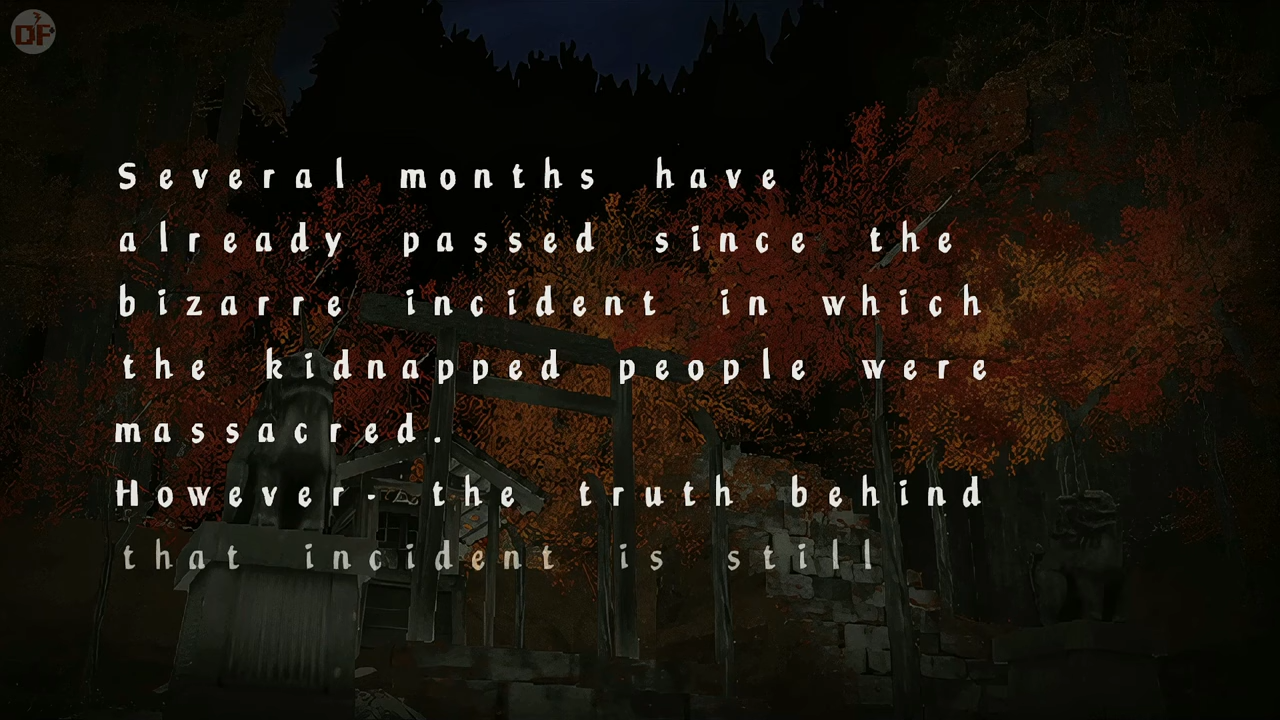 DF
Several months have
already passed since the
bizarre incident in which
the kidnapped people were
massacred.
However- the truth behind
that incident is still